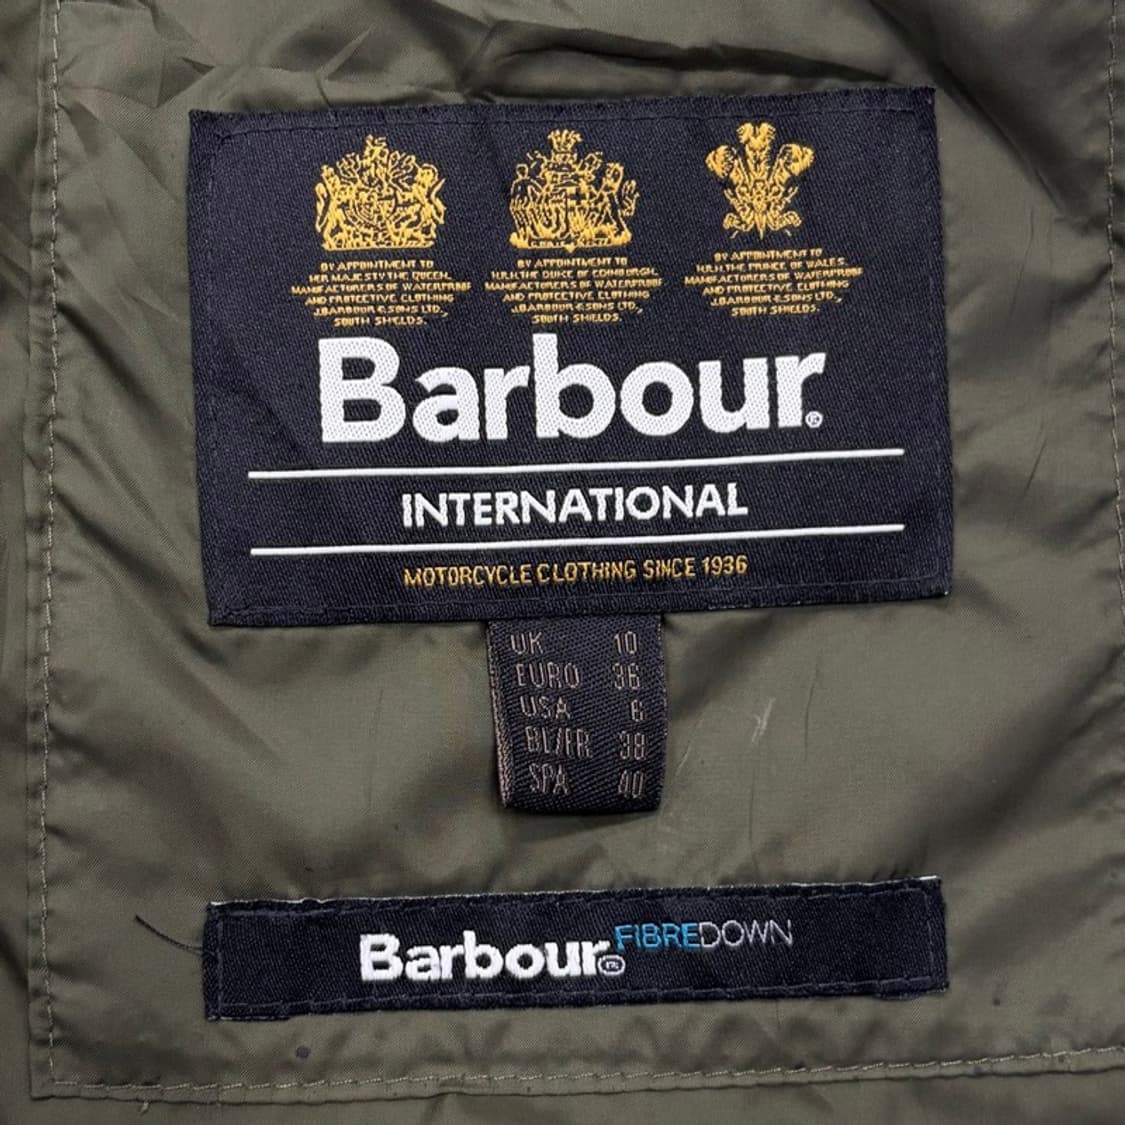 BY APPOINTMENT TO
HER MAJESTY THE QUEEN,
MANUFACTURERS OF WATERPROOF
AND PROTECTIVE CLOTHING
J.BARBOUR & SONS LTD.,
SOUTH SHIELDS.
BY APPOINTMENT TO
H.R.H. THE DUKE OF EDINBURGH,
MANUFACTURERS OF WATERPROOF
AND PROTECTIVE CLOTHING
J.BARBOUR & SONS LTD.,
SOUTH SHIELDS.
BY APPOINTMENT TO
H.R.H. THE PRINCE OF WALES,
MANUFACTURERS OF WATERPROOF
AND PROTECTIVE CLOTHING
J.BARBOUR & SONS LTD.,
SOUTH SHIELDS.
Barbour®
INTERNATIONAL
MOTORCYCLE CLOTHING SINCE 1936
UK 10
EURO 36
USA 6
BL/FR 38
SPA 40
Barbour® FIBREDOWN